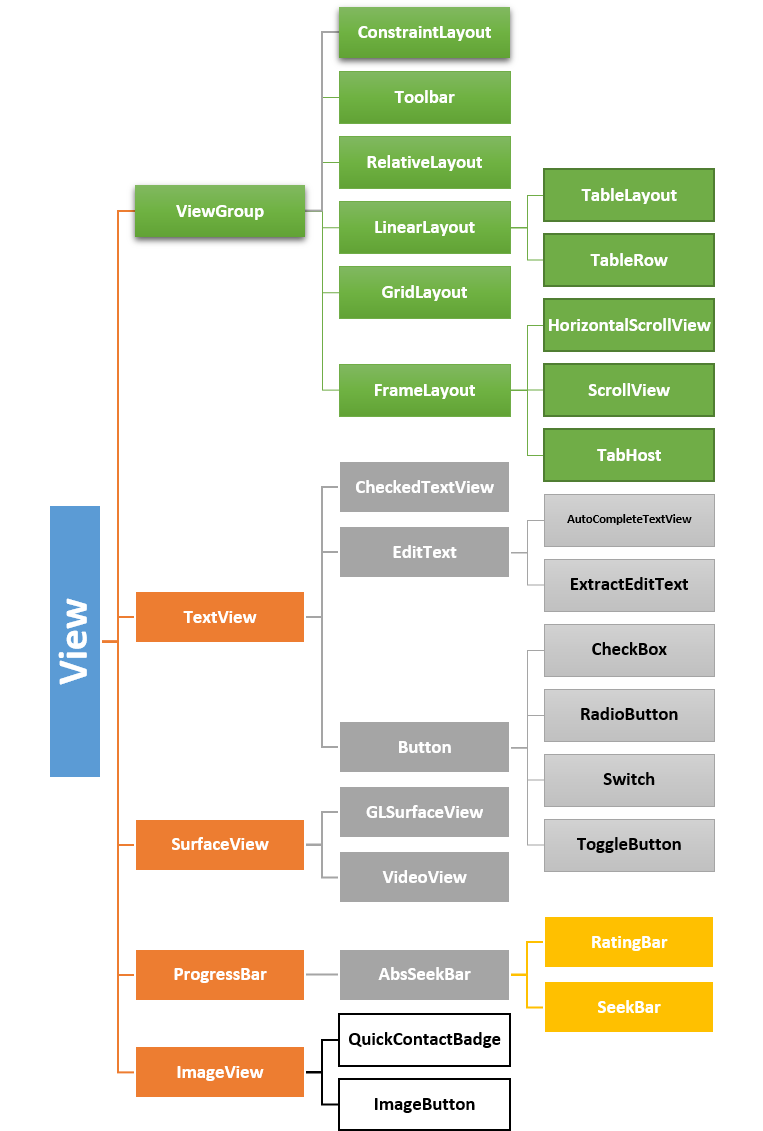 View
ViewGroup
ConstraintLayout
Toolbar
RelativeLayout
LinearLayout
TableLayout
TableRow
GridLayout
FrameLayout
HorizontalScrollView
ScrollView
TabHost
TextView
CheckedTextView
EditText
AutoCompleteTextView
ExtractEditText
Button
CheckBox
RadioButton
Switch
ToggleButton
SurfaceView
GLSurfaceView
VideoView
ProgressBar
AbsSeekBar
RatingBar
SeekBar
ImageView
QuickContactBadge
ImageButton